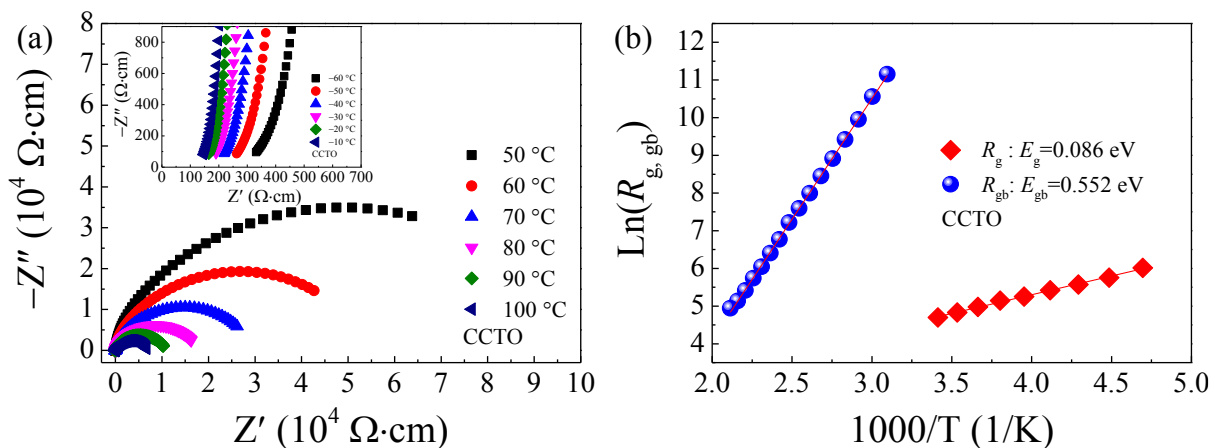 (a)
−Z″ (10⁴ Ω·cm)
8
7
6
5
4
3
2
1
0
0 1 2 3 4 5 6 7 8 9 10
Z′ (10⁴ Ω·cm)
−Z″ (Ω·cm)
800
600
400
200
0
0 100 200 300 400 500 600 700
Z′ (Ω·cm)
−60 °C
−50 °C
−40 °C
−30 °C
−20 °C
−10 °C
CCTO
50 °C
60 °C
70 °C
80 °C
90 °C
100 °C
CCTO
(b)
Ln(R_g, gb)
12
11
10
9
8
7
6
5
4
2.0 2.5 3.0 3.5 4.0 4.5 5.0
1000/T (1/K)
R_g : E_g=0.086 eV
R_gb: E_gb=0.552 eV
CCTO